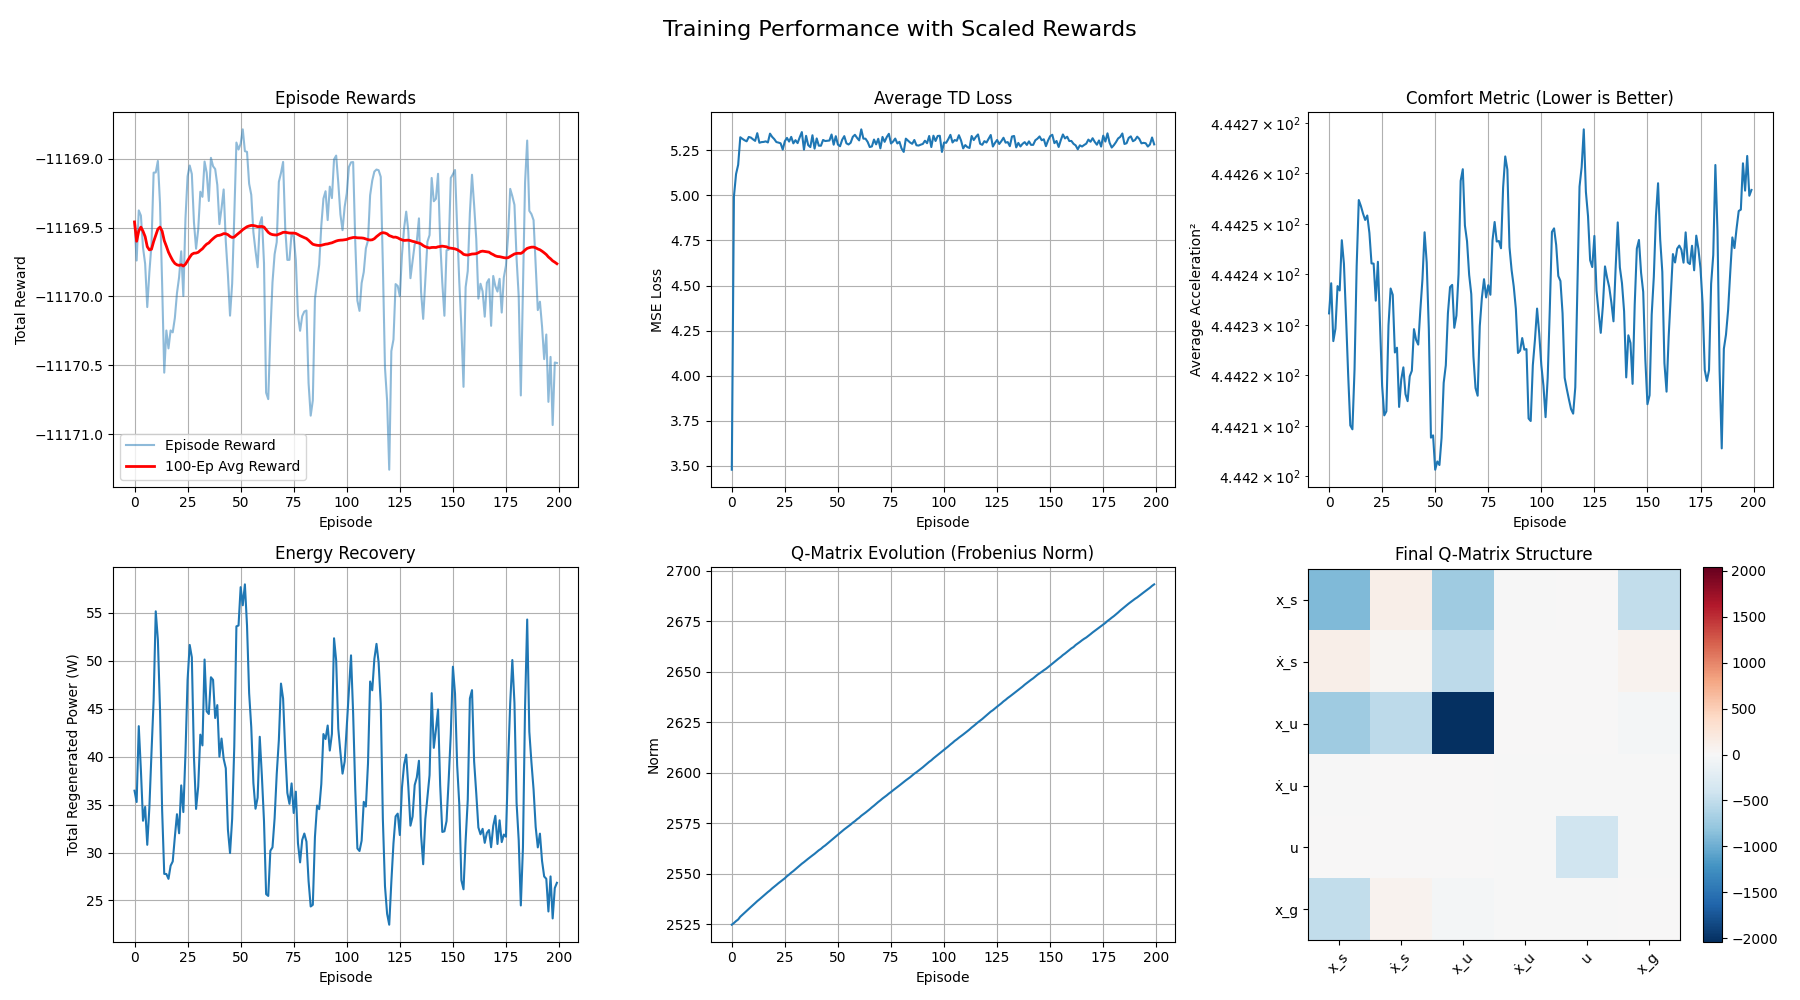 Training Performance with Scaled Rewards
Episode Rewards
Total Reward
−11169.0
−11169.5
−11170.0
−11170.5
−11171.0
Episode Reward
100-Ep Avg Reward
0 25 50 75 100 125 150 175 200
Episode
Average TD Loss
MSE Loss
5.25
5.00
4.75
4.50
4.25
4.00
3.75
3.50
0 25 50 75 100 125 150 175 200
Episode
Comfort Metric (Lower is Better)
Average Acceleration²
4.4427 × 10²
4.4426 × 10²
4.4425 × 10²
4.4424 × 10²
4.4423 × 10²
4.4422 × 10²
4.4421 × 10²
4.442 × 10²
0 25 50 75 100 125 150 175 200
Episode
Energy Recovery
Total Regenerated Power (W)
55
50
45
40
35
30
25
0 25 50 75 100 125 150 175 200
Episode
Q-Matrix Evolution (Frobenius Norm)
Norm
2700
2675
2650
2625
2600
2575
2550
2525
0 25 50 75 100 125 150 175 200
Episode
Final Q-Matrix Structure
x_s
ẋ_s
x_u
ẋ_u
u
x_g
x_s ẋ_s x_u ẋ_u u x_g
2000
1500
1000
500
0
−500
−1000
−1500
−2000